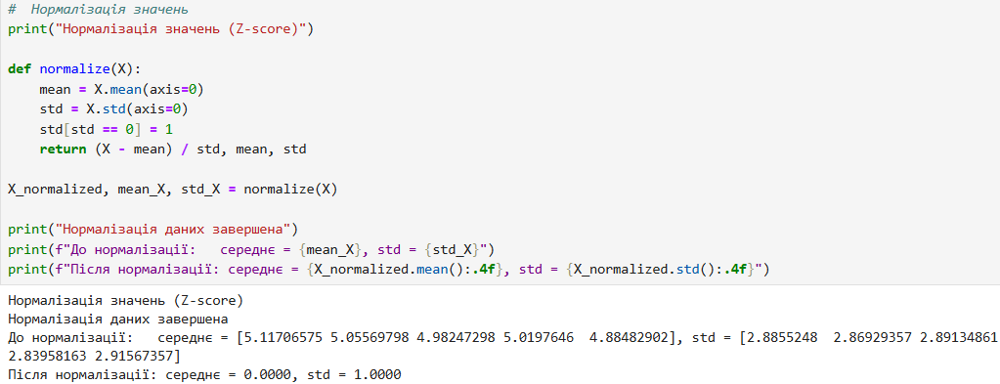 #  Нормалізація значень
print("Нормалізація значень (Z-score)")
def normalize(X):
    mean = X.mean(axis=0)
    std = X.std(axis=0)
    std[std == 0] = 1
    return (X - mean) / std, mean, std
X_normalized, mean_X, std_X = normalize(X)
print("Нормалізація даних завершена")
print(f"До нормалізації:   середнє = {mean_X}, std = {std_X}")
print(f"Після нормалізації: середнє = {X_normalized.mean():.4f}, std = {X_normalized.std():.4f}")
Нормалізація значень (Z-score)
Нормалізація даних завершена
До нормалізації:   середнє = [5.11706575 5.05569798 4.98247298 5.0197646  4.88482902], std = [2.8855248  2.86929357 2.89134861
2.83958163 2.91567357]
Після нормалізації: середнє = 0.0000, std = 1.0000